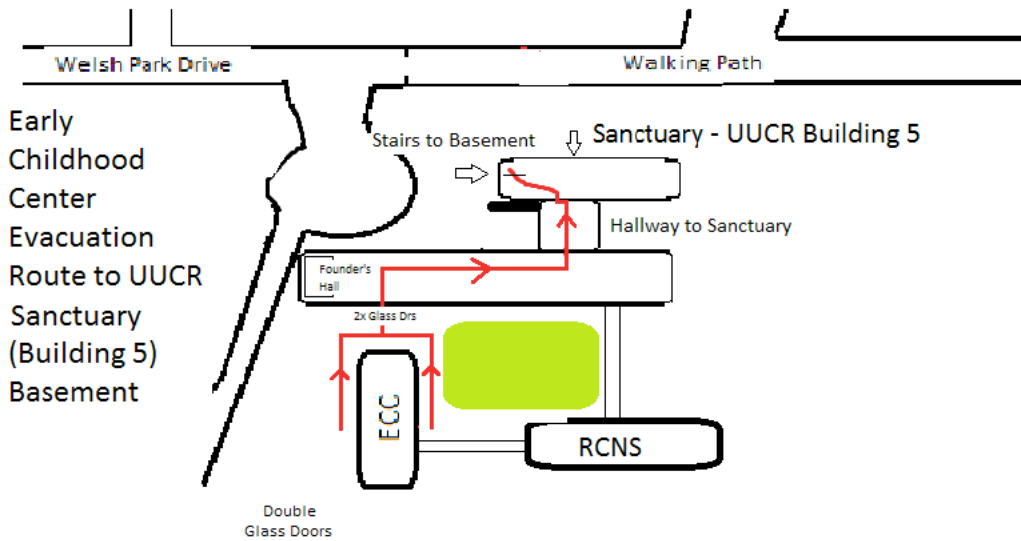 Welsh Park Drive
Walking Path
Early
Childhood
Center
Evacuation
Route to UUCR
Sanctuary
(Building 5)
Basement
Stairs to Basement
Sanctuary - UUCR Building 5
Hallway to Sanctuary
Founder's
Hall
2x Glass Drs
ECC
RCNS
Double
Glass Doors